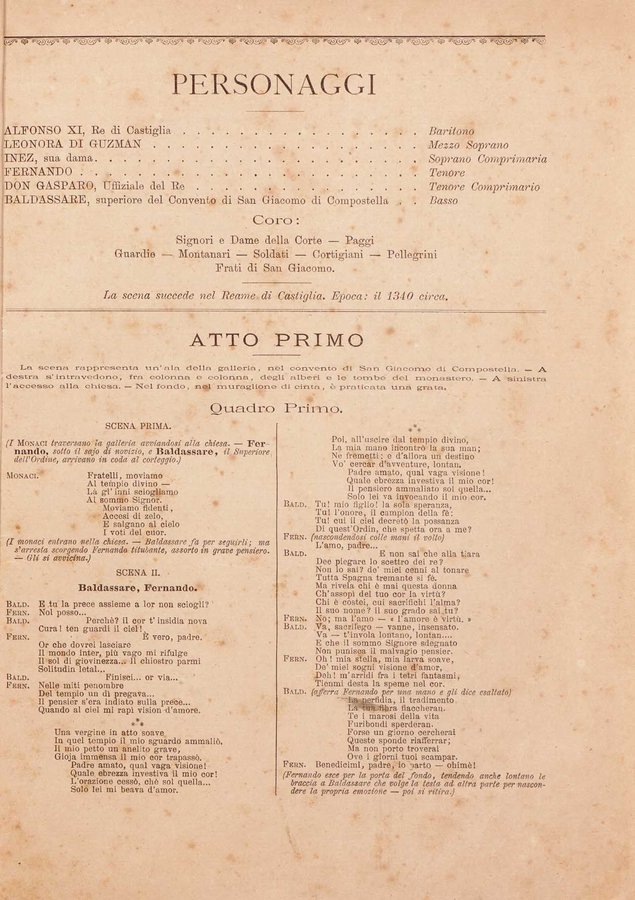 PERSONAGGI
ALFONSO XI, Re di Castiglia . . . . . . . . . . . . . Baritono
LEONORA DI GUZMAN . . . . . . . . . . . . . . . Mezzo Soprano
INEZ, sua dama. . . . . . . . . . . . . . . . . . . Soprano Comprimaria
FERNANDO . . . . . . . . . . . . . . . . . . . . Tenore
DON GASPARO, Uffiziale del Re . . . . . . . . . . . . Tenore Comprimario
BALDASSARE, superiore del Convento di San Giacomo di Compostella . . Basso
Coro:
Signori e Dame della Corte — Paggi
Guardie — Montanari — Soldati — Cortigiani — Pellegrini
Frati di San Giacomo.
La scena succede nel Reame di Castiglia. Epoca: il 1340 circa.
ATTO PRIMO
La scena rappresenta un'ala della galleria, nel convento di San Giacomo di Compostella. — A
destra s'intravedono, fra colonna e colonna, degli alberi e le tombe del monastero. — A sinistra
l'accesso alla chiesa. — Nel fondo, nel muraglione di cinta, è praticata una grata.
Quadro Primo.
SCENA PRIMA.
(I MONACI traversano la galleria avviandosi alla chiesa. — Fer-
nando, sotto il sajo di novizio, e Baldassare, il Superiore
dell'Ordine, arrivano in coda al corteggio.)
MONACI. Fratelli, moviamo
Al tempio divino —
Là gl'inni sciogliamo
Al sommo Signor.
Moviamo fidenti,
Accesi di zelo,
E salgano al cielo
I voti del cuor.
(I monaci entrano nella chiesa. — Baldassare fa per seguirli; ma
s'arresta scorgendo Fernando titubante, assorto in grave pensiero.
— Gli si avvicina.)
SCENA II.
Baldassare, Fernando.
BALD. E tu la prece assieme a lor non sciogli?
FERN. Nol posso...
BALD. Perchè? il cor t'insidia nova
Cura! ten guardi il ciel!
FERN. È vero, padre.
Or che dovrei lasciare
Il mondo inter, più vago mi rifulge
Il sol di giovinezza... Il chiostro parmi
Solitudin letal...
BALD. Finisci... or via...
FERN. Nelle miti penombre
Del tempio un dì pregava...
Il pensier s'era indiato sulla prece...
Quando al ciel mi rapì vision d'amore.
⁂
Una vergine in atto soave
In quel tempio il mio sguardo ammaliò,
Il mio petto un anelito grave,
Gioja immensa il mio cor trapassò.
Padre amato, qual vaga visione!
Quale ebrezza investiva il mio cor!
L'orazione cessò, chè sol quella...
Solo lei mi beava d'amor.
⁂
Poi, all'uscire dal tempio divino,
La mia mano incontrò la sua man;
Ne fremetti: e d'allora un destino
Vo' cercar d'avventure, lontan.
Padre amato, qual vaga visione!
Quale ebrezza investiva il mio cor!
Il pensiero ammaliato sol quella...
Solo lei va invocando il mio cor.
BALD. Tu! mio figlio! la sola speranza,
Tu! l'onore, il campion della fè:
Tu! cui il ciel decretò la possanza
Di quest'Ordin, che spetta ora a me?
FERN. (nascondendosi colle mani il volto)
L'amo, padre...
BALD. E non sai che alla tiara
Dee piegare lo scettro dei re?
Non lo sai? de' miei cenni al tonare
Tutta Spagna tremante si fè.
Ma rivela chi è mai questa donna
Ch'assopì del tuo cor la virtù?
Chi è costei, cui sacrifichi l'alma?
Il suo nome? il suo grado sai tu?
FERN. No; ma l'amo — « l'amore è virtù. »
BALD. Va, sacrilego — vanne, insensato.
Va — t'invola lontano, lontan....
E che il sommo Signore sdegnato
Non punisca il malvagio pensier.
FERN. Oh! mia stella, mia larva soave,
De' miei sogni visione d'amor,
Deh! m'arridi fra i tetri fantasmi,
Tienmi desta la speme nel cor.
BALD. (afferra Fernando per una mano e gli dice esaltato)
La perfidia, il tradimento
La tua fiaccheran.
Te i marosi della vita
Furibondi sperderan.
Forse un giorno cercherai
Queste sponde riafferrar;
Ma non porto troverai
Ove i giorni tuoi scampar.
FERN. Benedicimi, padre, io parto — ohimè!
(Fernando esce per la porta del fondo, tendendo anche lontano le
braccia a Baldassare che volge la testa ad altra parte per nascon-
dere la propria emozione — poi si ritira.)